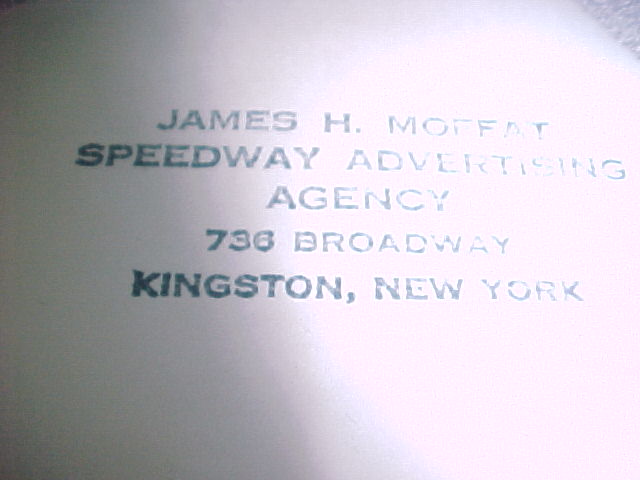 JAMES H. MOFFAT
SPEEDWAY ADVERTISING
AGENCY
736 BROADWAY
KINGSTON, NEW YORK